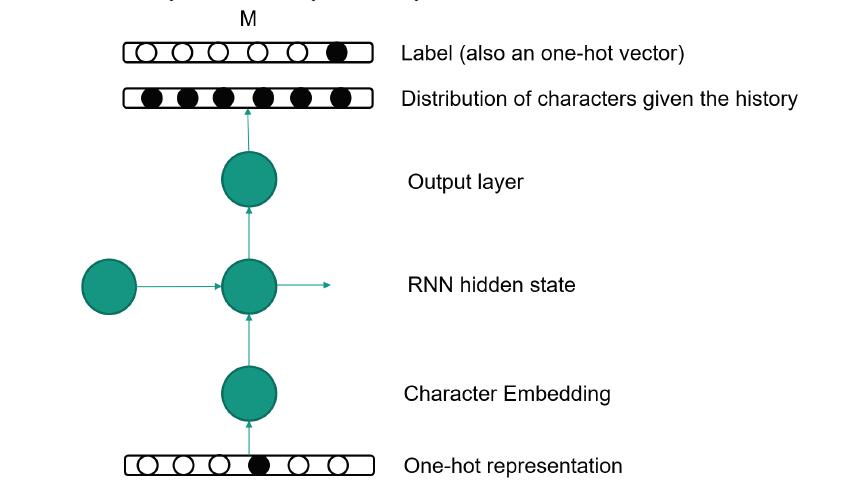 M
Label (also an one-hot vector)
Distribution of characters given the history
Output layer
RNN hidden state
Character Embedding
One-hot representation